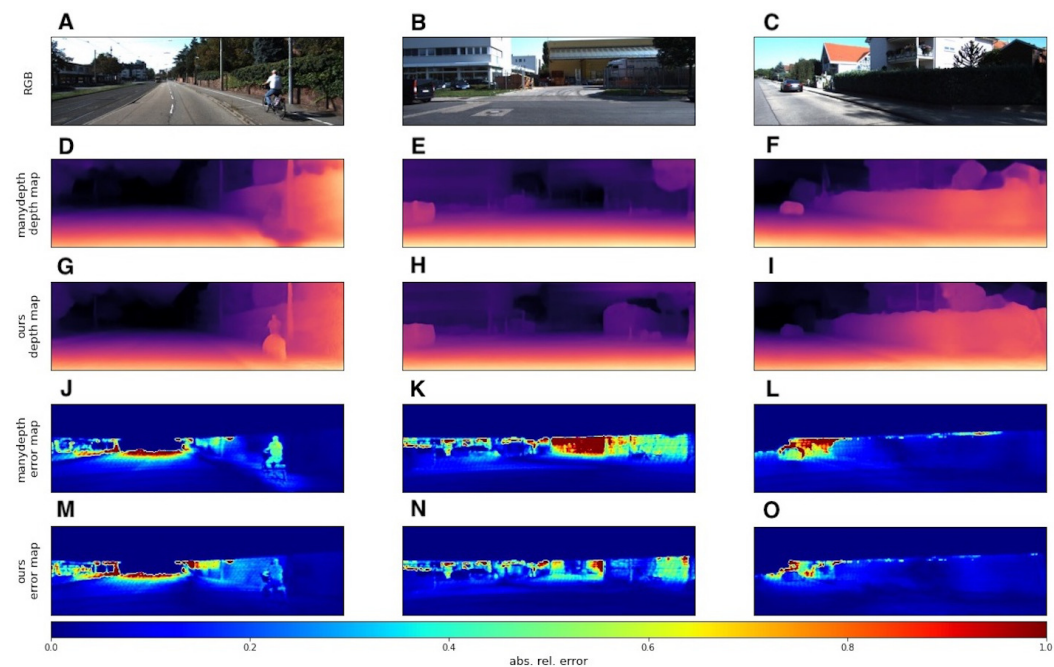 A B C
RGB
D E F
manydepth
depth map
G H I
ours
depth map
J K L
manydepth
error map
M N O
ours
error map
0.0 0.2 0.4 0.6 0.8 1.0
abs. rel. error